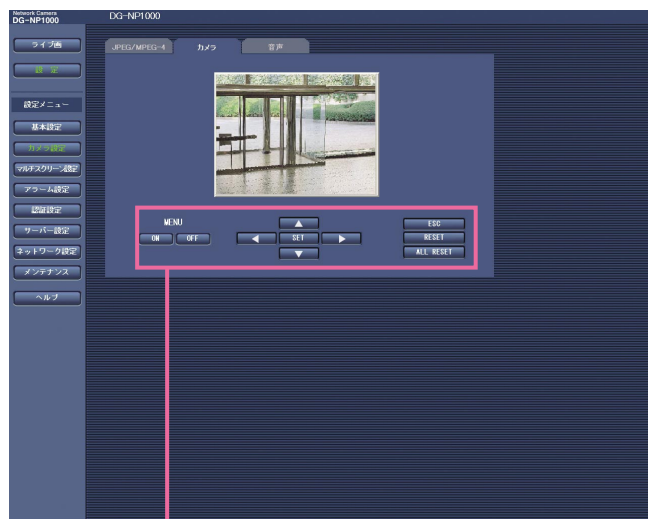 Network Camera
DG-NP1000
DG-NP1000
ライブ画
設 定
設定メニュー
基本設定
カメラ設定
マルチスクリーン設定
アラーム設定
認証設定
サーバー設定
ネットワーク設定
メンテナンス
ヘルプ
JPEG/MPEG-4
カメラ
音声
MENU
ON
OFF
▲
◀
SET
▶
▼
ESC
RESET
ALL RESET